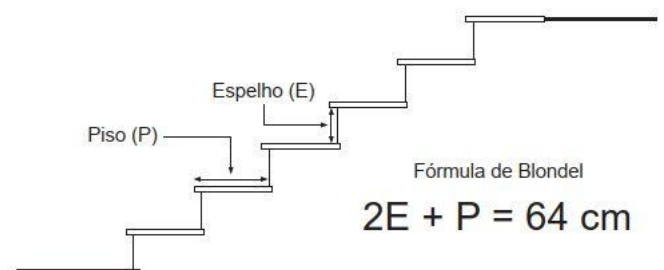 Espelho (E)
Piso (P)
Fórmula de Blondel
2E + P = 64 cm